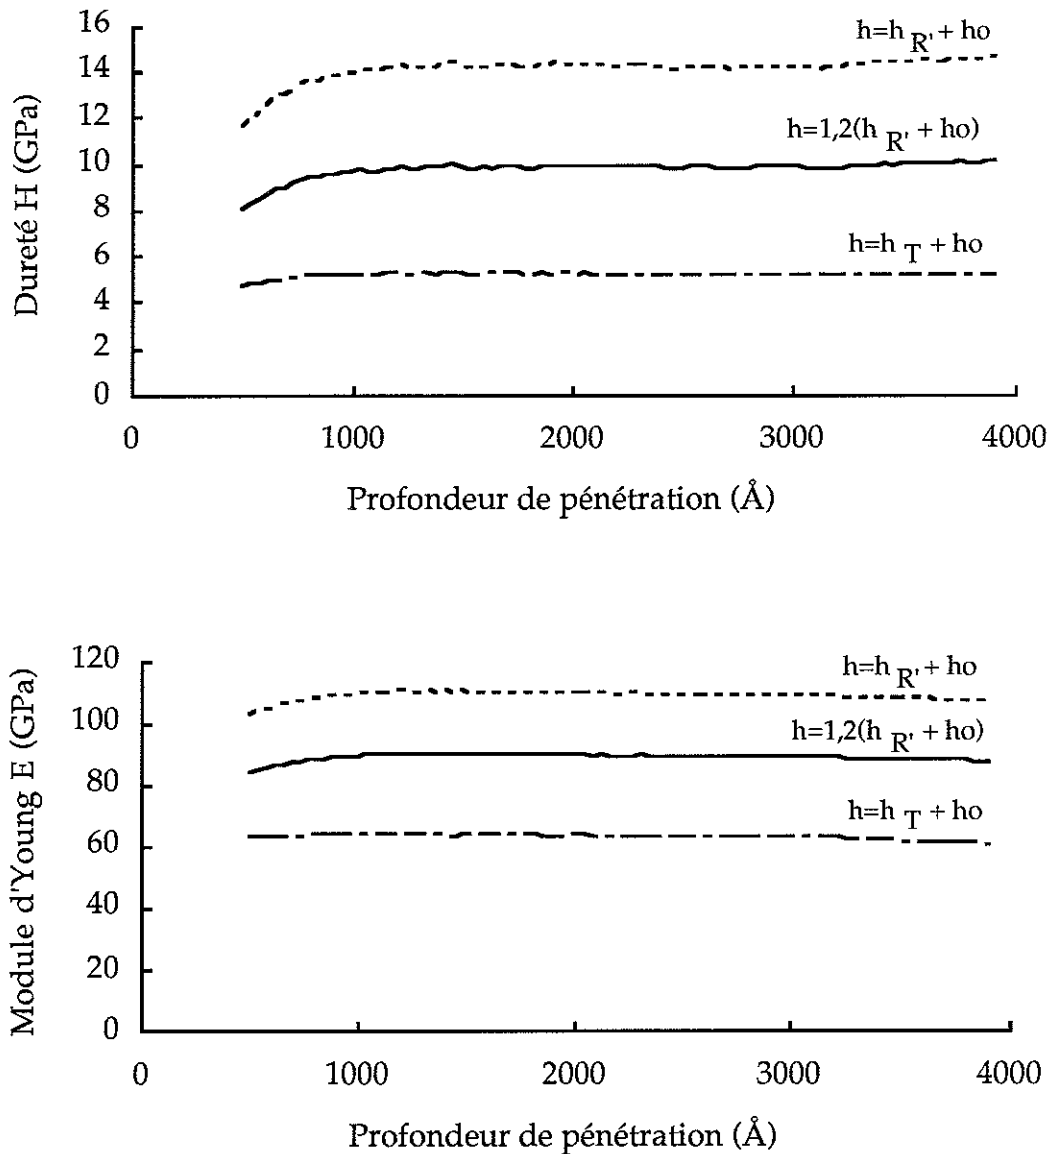 16
14
12
10
8
6
4
2
0
Dureté H (GPa)
h=h R' + ho
h=1,2(h R' + ho)
h=h T + ho
0 1000 2000 3000 4000
Profondeur de pénétration (Å)
120
100
80
60
40
20
0
Module d'Young E (GPa)
h=h R' + ho
h=1,2(h R' + ho)
h=h T + ho
0 1000 2000 3000 4000
Profondeur de pénétration (Å)